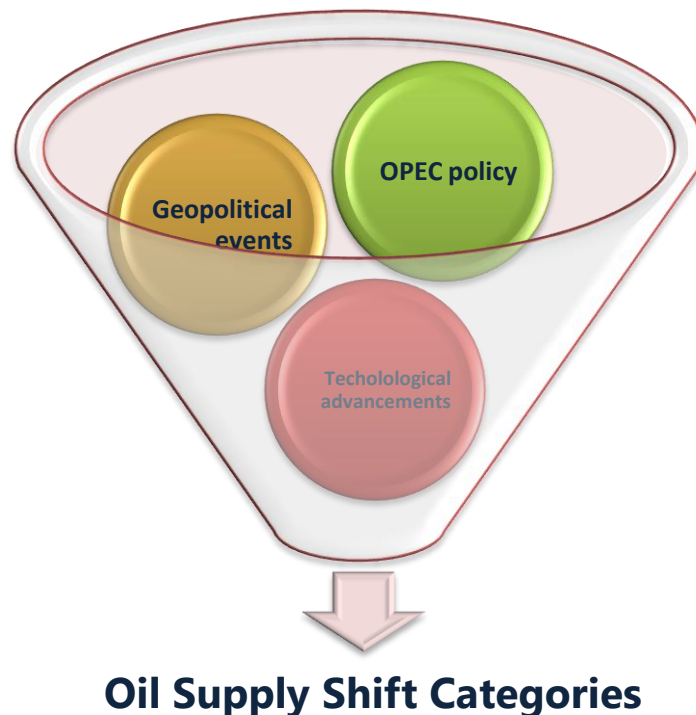 OPEC policy
Geopolitical
events
Techolological
advancements
Oil Supply Shift Categories